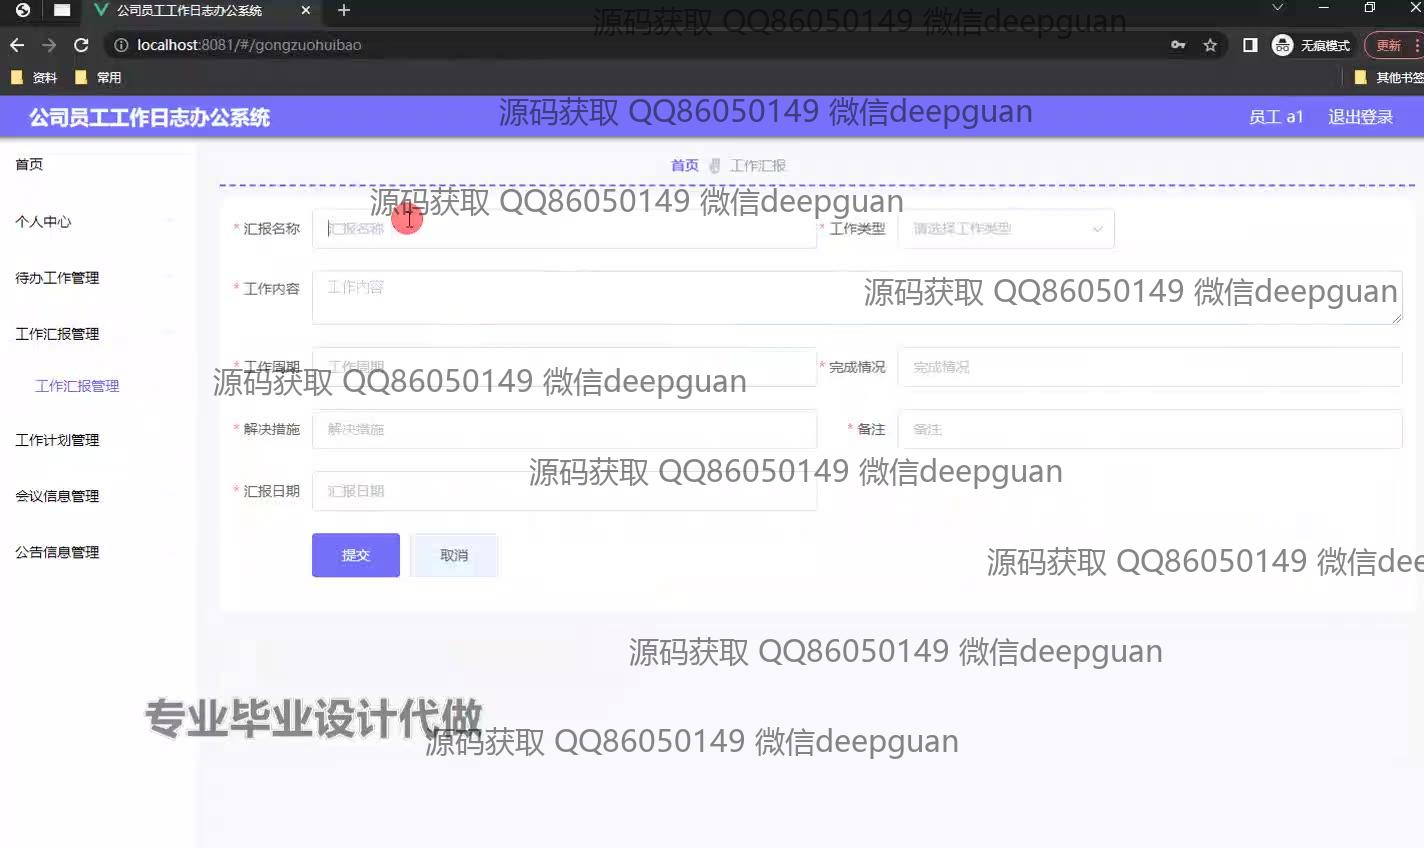 公司员工工作日志办公系统
源码获取 QQ86050149 微信deepguan
localhost:8081/#/gongzuohuibao
无痕模式
更新
资料
常用
其他书签
公司员工工作日志办公系统
源码获取 QQ86050149 微信deepguan
员工 a1
退出登录
首页
首页
工作汇报
个人中心
待办工作管理
工作汇报管理
工作汇报管理
工作计划管理
会议信息管理
公告信息管理
源码获取 QQ86050149 微信deepguan
* 汇报名称
汇报名称
* 工作类型
请选择工作类型
* 工作内容
工作内容
源码获取 QQ86050149 微信deepguan
* 工作周期
工作周期
* 完成情况
完成情况
源码获取 QQ86050149 微信deepguan
* 解决措施
解决措施
* 备注
备注
源码获取 QQ86050149 微信deepguan
* 汇报日期
汇报日期
提交
取消
源码获取 QQ86050149 微信dee
源码获取 QQ86050149 微信deepguan
专业毕业设计代做
源码获取 QQ86050149 微信deepguan